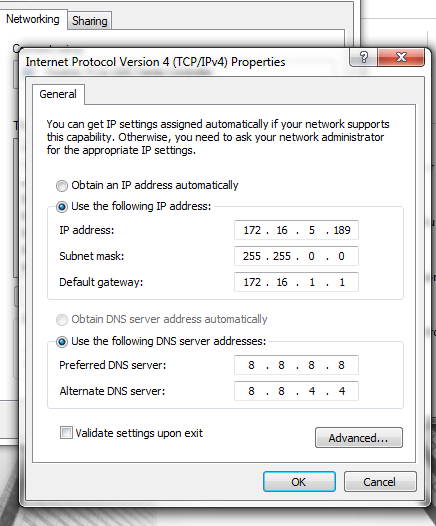 Networking
Sharing
Internet Protocol Version 4 (TCP/IPv4) Properties
?
General
You can get IP settings assigned automatically if your network supports
this capability. Otherwise, you need to ask your network administrator
for the appropriate IP settings.
Obtain an IP address automatically
Use the following IP address:
IP address: 172 . 16 . 5 . 189
Subnet mask: 255 . 255 . 0 . 0
Default gateway: 172 . 16 . 1 . 1
Obtain DNS server address automatically
Use the following DNS server addresses:
Preferred DNS server: 8 . 8 . 8 . 8
Alternate DNS server: 8 . 8 . 4 . 4
Validate settings upon exit
Advanced...
OK
Cancel